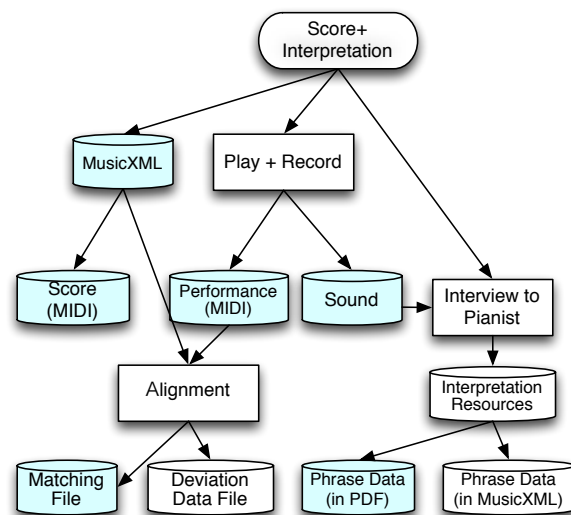 Score+
Interpretation
MusicXML
Play + Record
Score
(MIDI)
Performance
(MIDI)
Sound
Interview to
Pianist
Alignment
Interpretation
Resources
Matching
File
Deviation
Data File
Phrase Data
(in PDF)
Phrase Data
(in MusicXML)